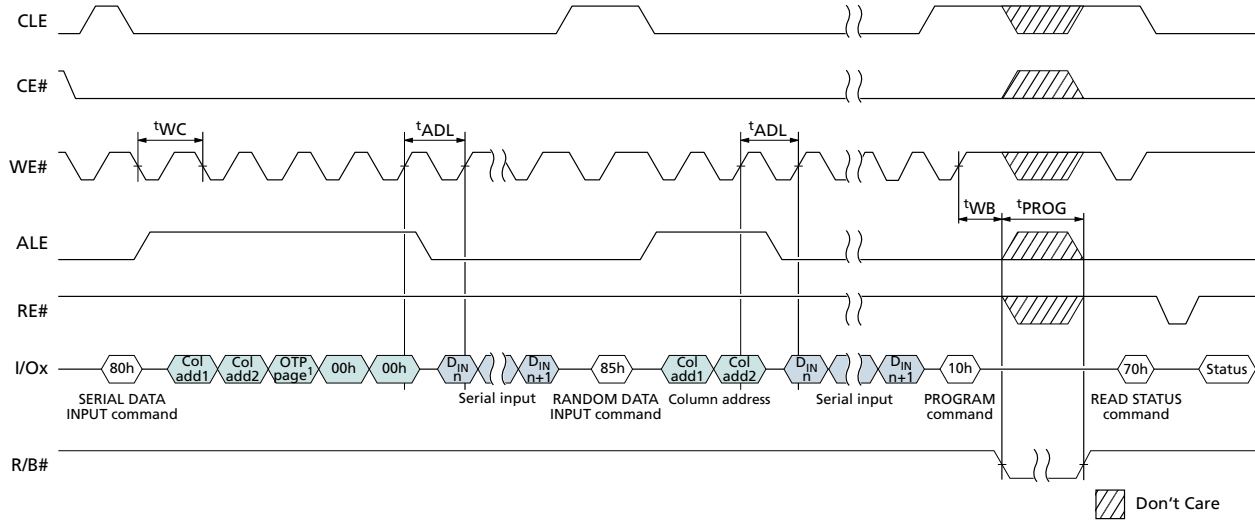 CLE
CE#
tWC
tADL
tADL
WE#
tWB
tPROG
ALE
RE#
I/Ox
80h
Col add1
Col add2
OTP page1
00h
00h
DIN n
DIN n+1
85h
Col add1
Col add2
DIN n
DIN n+1
10h
70h
Status
SERIAL DATA
INPUT command
Serial input
RANDOM DATA
INPUT command
Column address
Serial input
PROGRAM
command
READ STATUS
command
R/B#
Don't Care